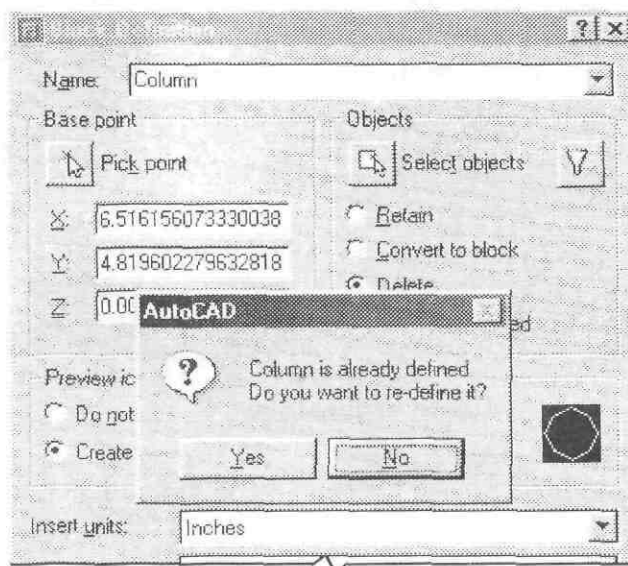 ? ×
Name: Column
Base point
Objects
Pick point
Select objects
X: 6.516156073330038
Retain
Y: 4.819602279632818
Convert to block
Delete
Z: 0.00
AutoCAD
ed
Column is already defined
Do you want to re-define it?
Preview ic
Do not
Create
Yes
No
Insert units: Inches